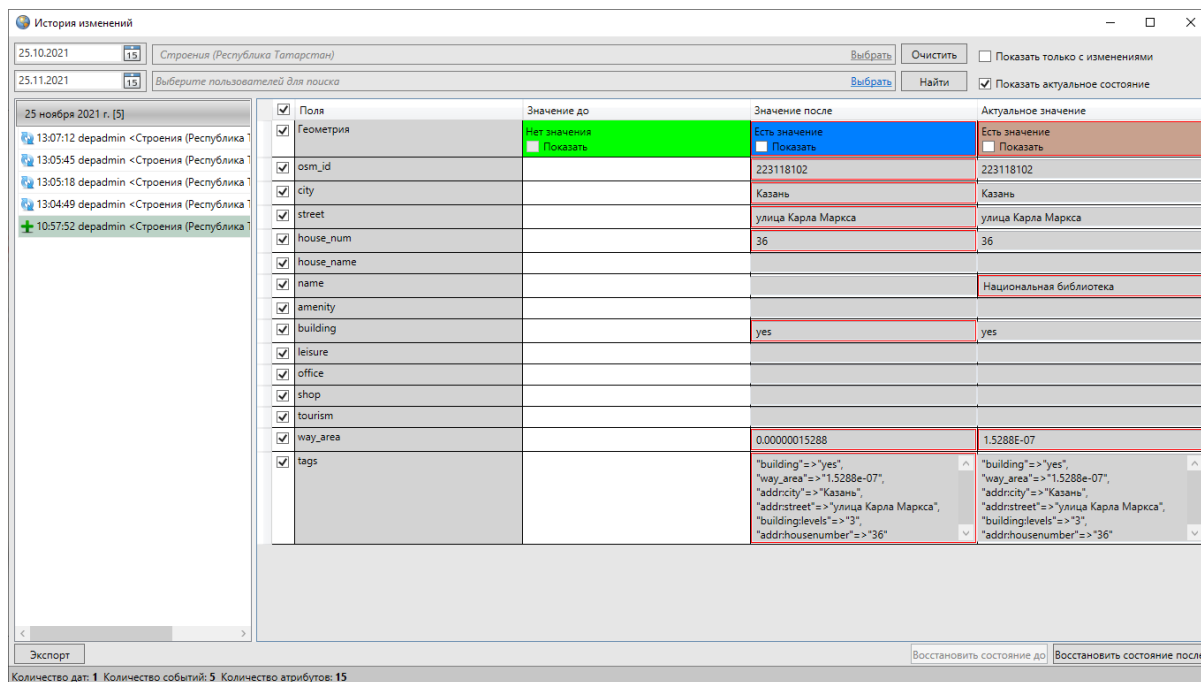 История изменений
25.10.2021 15 Строения (Республика Татарстан) Выбрать Очистить Показать только с изменениями
25.11.2021 15 Выберите пользователей для поиска Выбрать Найти Показать актуальное состояние
25 ноября 2021 г. [5]
13:07:12 depadmin <Строения (Республика Т
13:05:45 depadmin <Строения (Республика Т
13:05:18 depadmin <Строения (Республика Т
13:04:49 depadmin <Строения (Республика Т
10:57:52 depadmin <Строения (Республика Т
Поля Значение до Значение после Актуальное значение
Геометрия Нет значения Есть значение Есть значение
Показать Показать Показать
osm_id 223118102 223118102
city Казань Казань
street улица Карла Маркса улица Карла Маркса
house_num 36 36
house_name
name Национальная библиотека
amenity
building yes yes
leisure
office
shop
tourism
way_area 0.00000015288 1.5288E-07
tags "building"=>"yes", "building"=>"yes",
"way_area"=>"1.5288e-07", "way_area"=>"1.5288e-07",
"addr:city"=>"Казань", "addr:city"=>"Казань",
"addr:street"=>"улица Карла Маркса", "addr:street"=>"улица Карла Маркса",
"building:levels"=>"3", "building:levels"=>"3",
"addr:housenumber"=>"36" "addr:housenumber"=>"36"
Экспорт Восстановить состояние до Восстановить состояние после
Количество дат: 1 Количество событий: 5 Количество атрибутов: 15